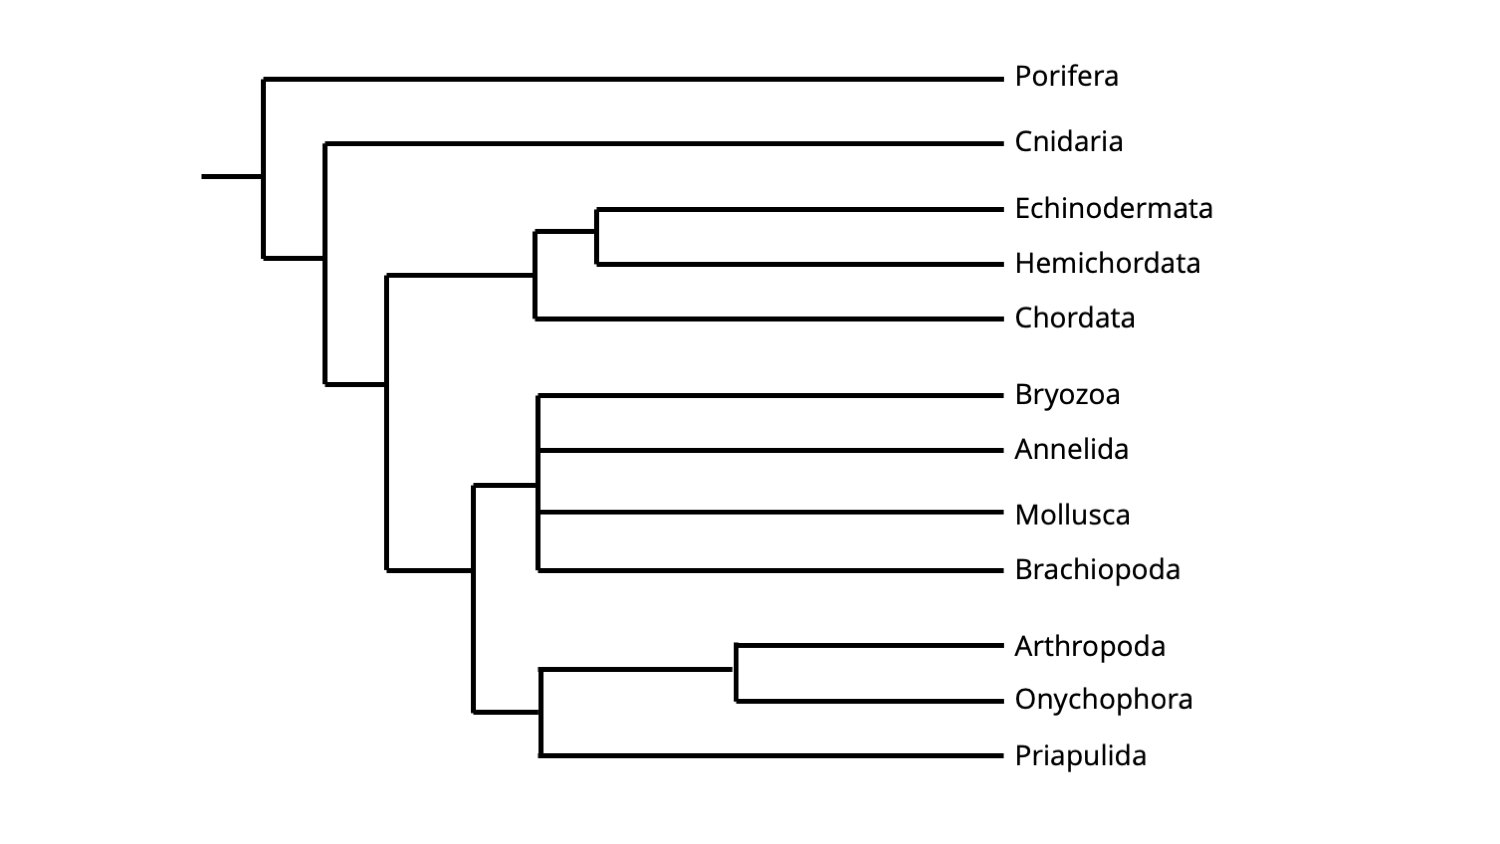 Porifera
Cnidaria
Echinodermata
Hemichordata
Chordata
Bryozoa
Annelida
Mollusca
Brachiopoda
Arthropoda
Onychophora
Priapulida